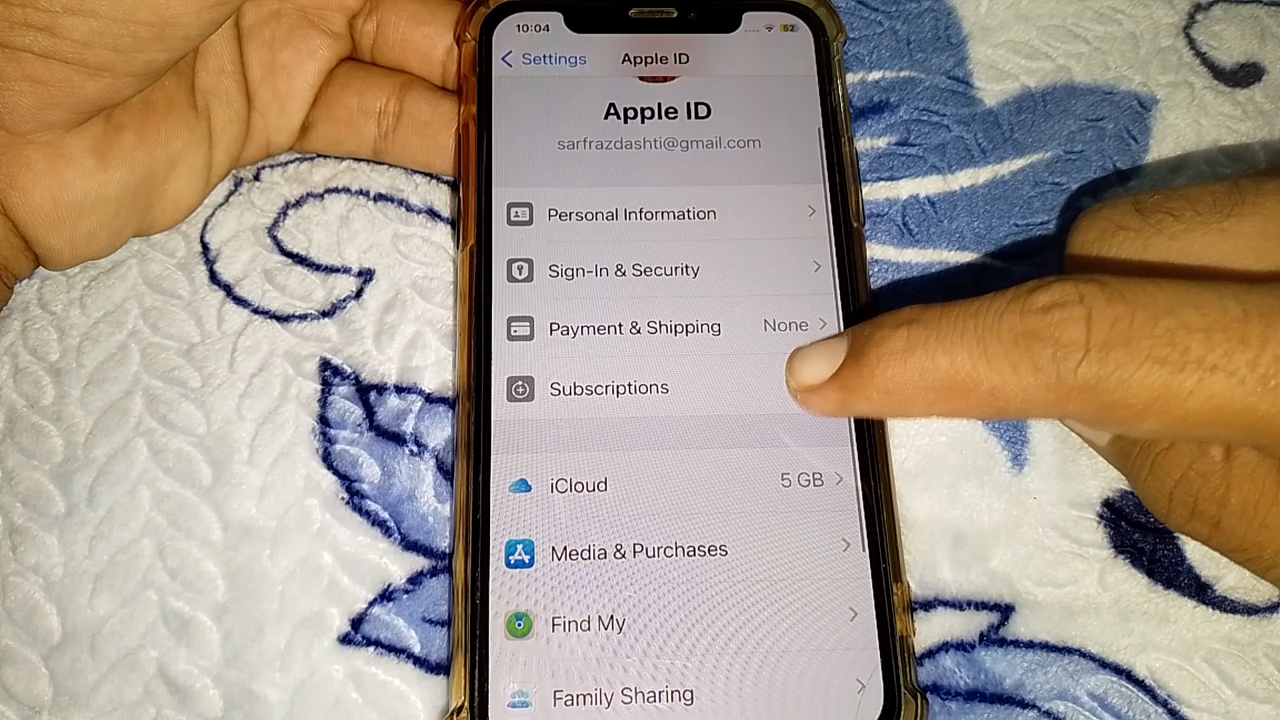 10:04 52
Settings Apple ID
Apple ID
sarfrazdashti@gmail.com
Personal Information
Sign-In & Security
Payment & Shipping None
Subscriptions
iCloud 5 GB
Media & Purchases
Find My
Family Sharing